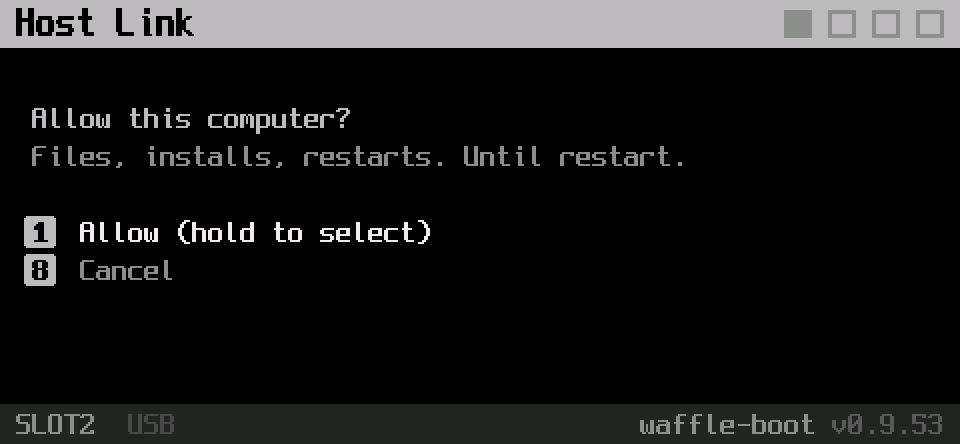 Host Link
Allow this computer?
Files, installs, restarts. Until restart.
1 Allow (hold to select)
8 Cancel
SLOT2 USB waffle-boot v0.9.53